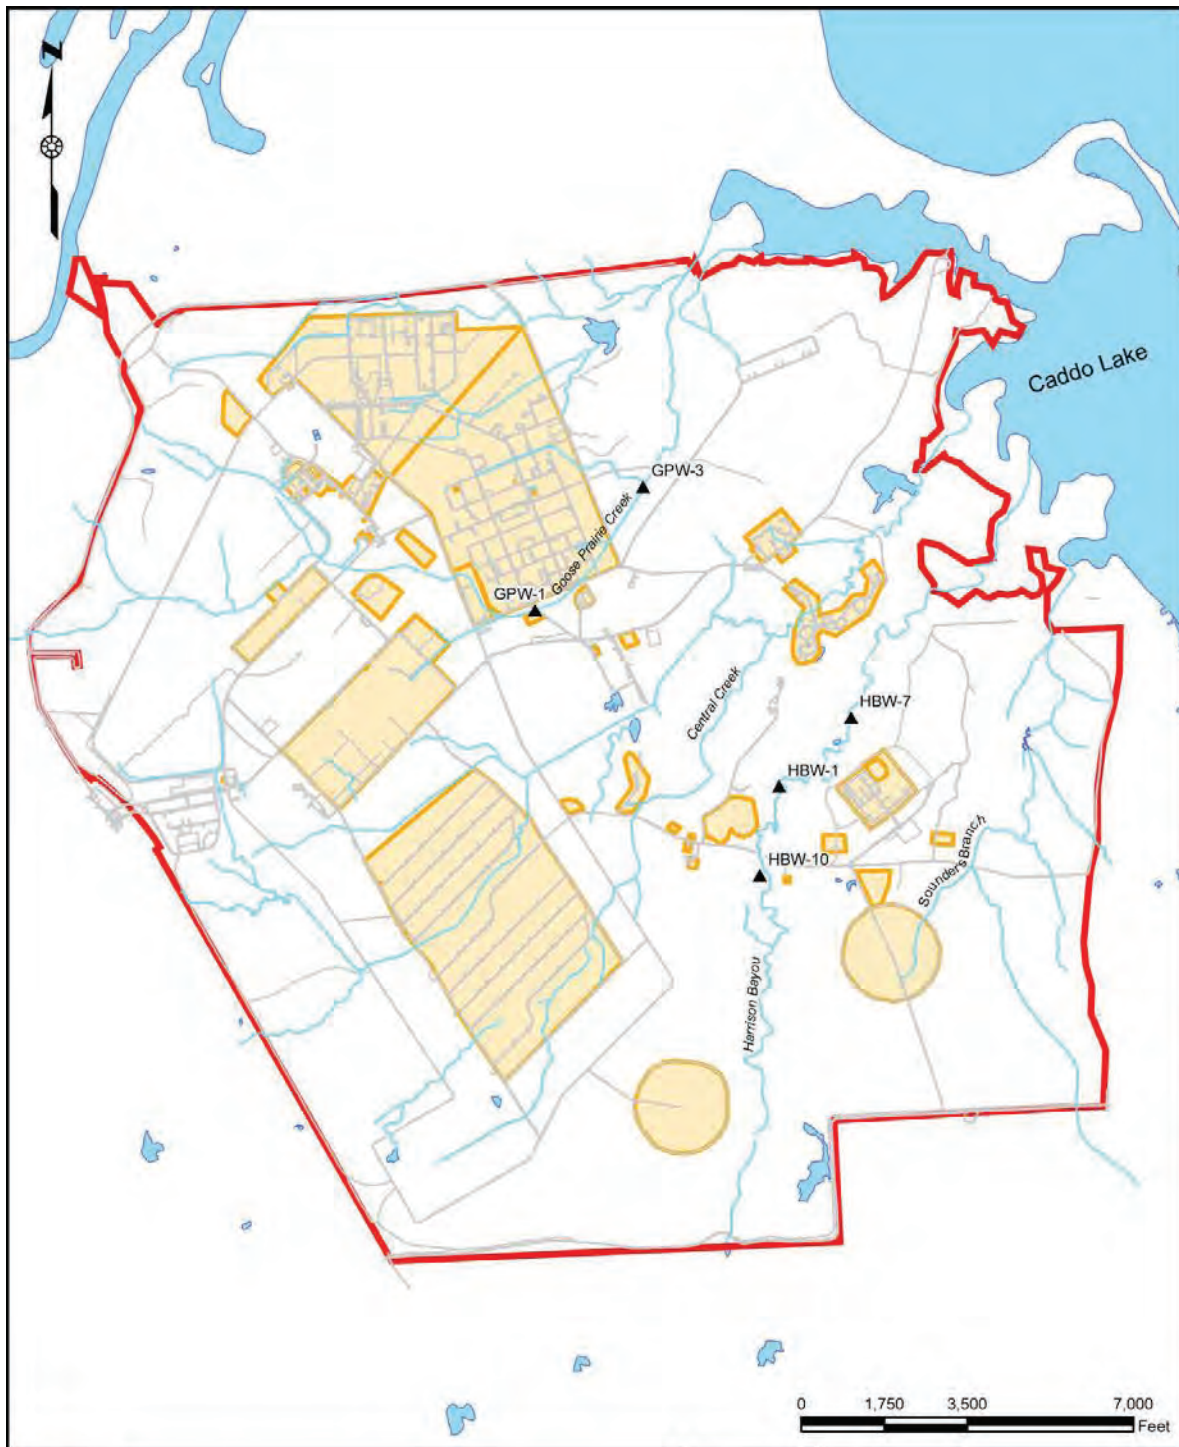 N
Caddo Lake
GPW-3
Goose Prairie Creek
GPW-1
Central Creek
HBW-7
HBW-1
Sounders Branch
HBW-10
Harrison Bayou
0 1,750 3,500 7,000
Feet